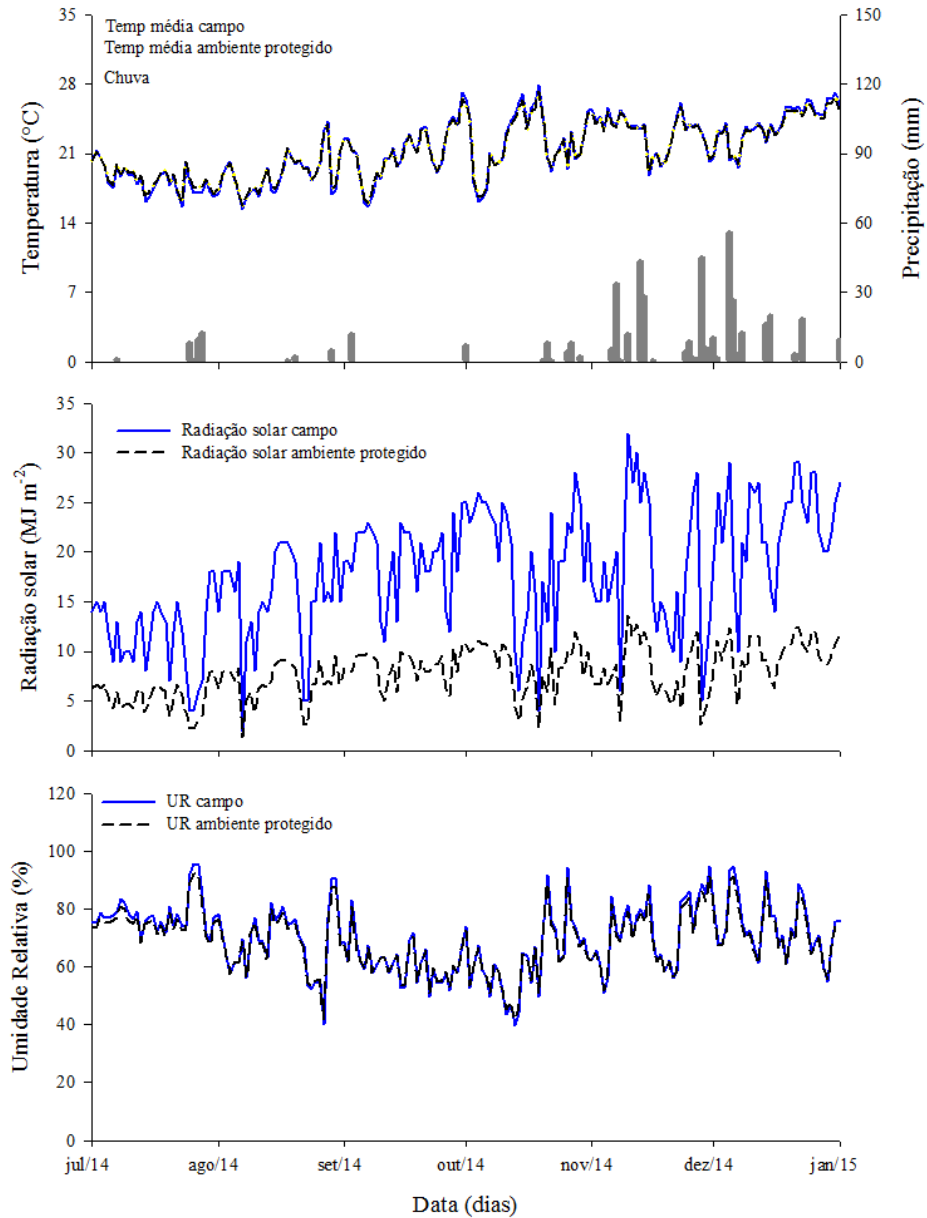 Temp média campo
Temp média ambiente protegido
Chuva
Temperatura (°C)
35
28
21
14
7
0
Precipitação (mm)
150
120
90
60
30
0
Radiação solar campo
Radiação solar ambiente protegido
Radiação solar (MJ m⁻²)
35
30
25
20
15
10
5
0
UR campo
UR ambiente protegido
Umidade Relativa (%)
120
100
80
60
40
20
0
jul/14 ago/14 set/14 out/14 nov/14 dez/14 jan/15
Data (dias)